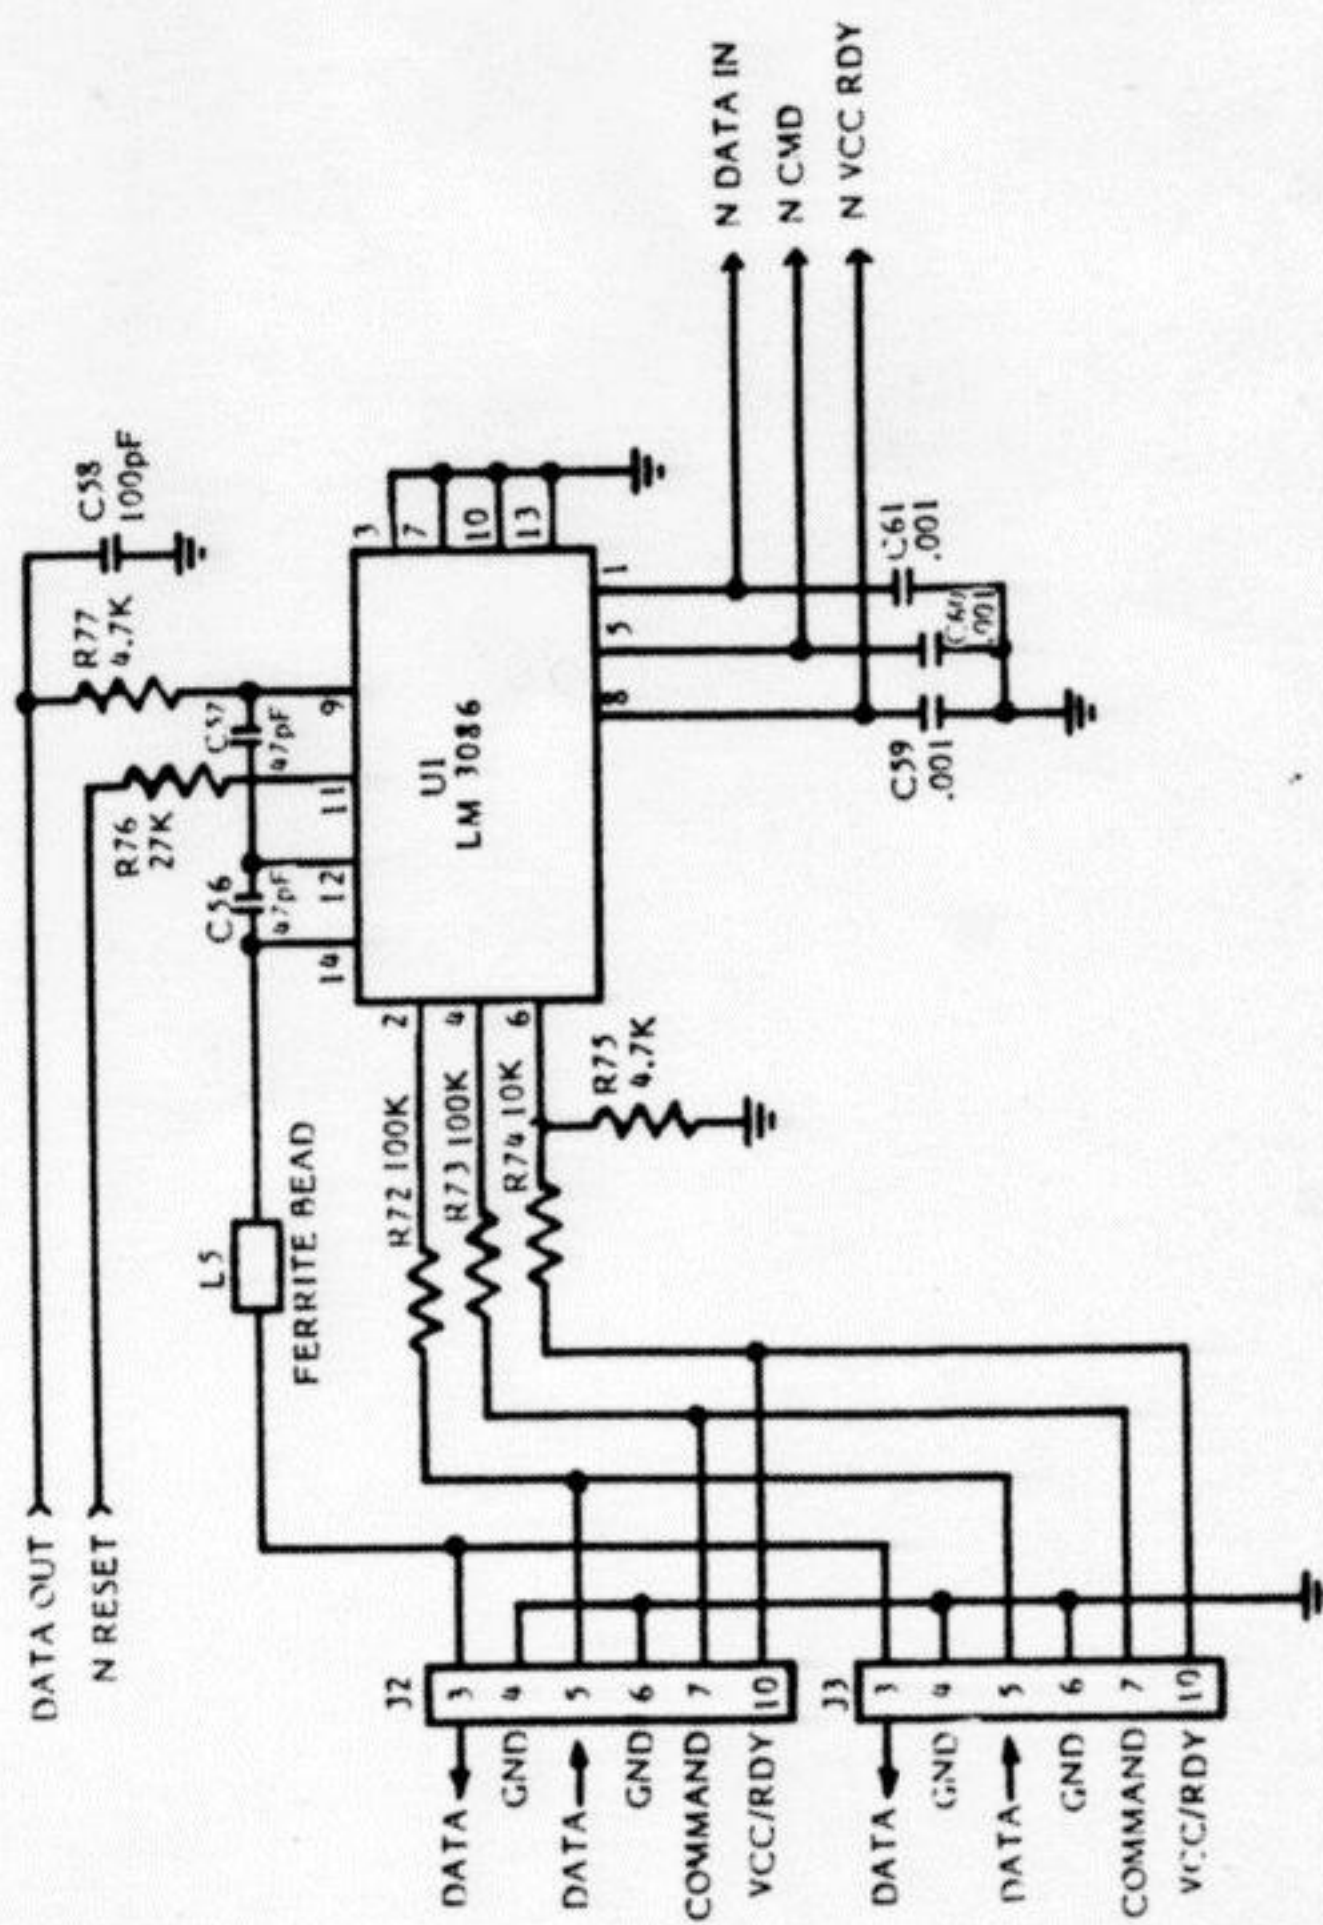 DATA OUT
N RESET
R77
4.7K
C58
100pF
R76
27K
C57
47pF
C56
47pF
L5
FERRITE BEAD
14
12
11
9
3
7
10
13
U1
LM 3086
2
4
6
1
5
8
R72 100K
R73 100K
R74 10K
R75
4.7K
N DATA IN
N CMD
N VCC RDY
C61
.001
C60
.001
C59
.001
J2
DATA 3
GND 4
DATA 5
GND 6
COMMAND 7
VCC/RDY 10
J3
DATA 3
GND 4
DATA 5
GND 6
COMMAND 7
VCC/RDY 10